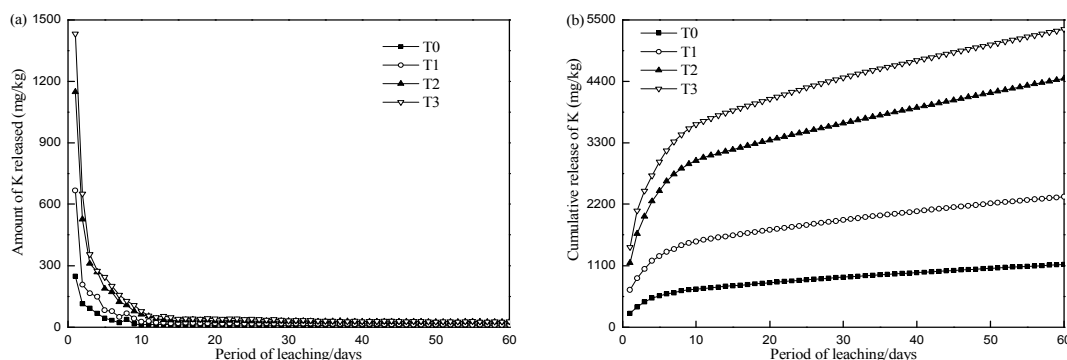 (a)
1500
1200
900
600
300
0
Amount of K released (mg/kg)
T0
T1
T2
T3
0 10 20 30 40 50 60
Period of leaching/days
(b)
5500
4400
3300
2200
1100
0
Cumulative release of K (mg/kg)
T0
T1
T2
T3
0 10 20 30 40 50 60
Period of leaching/days